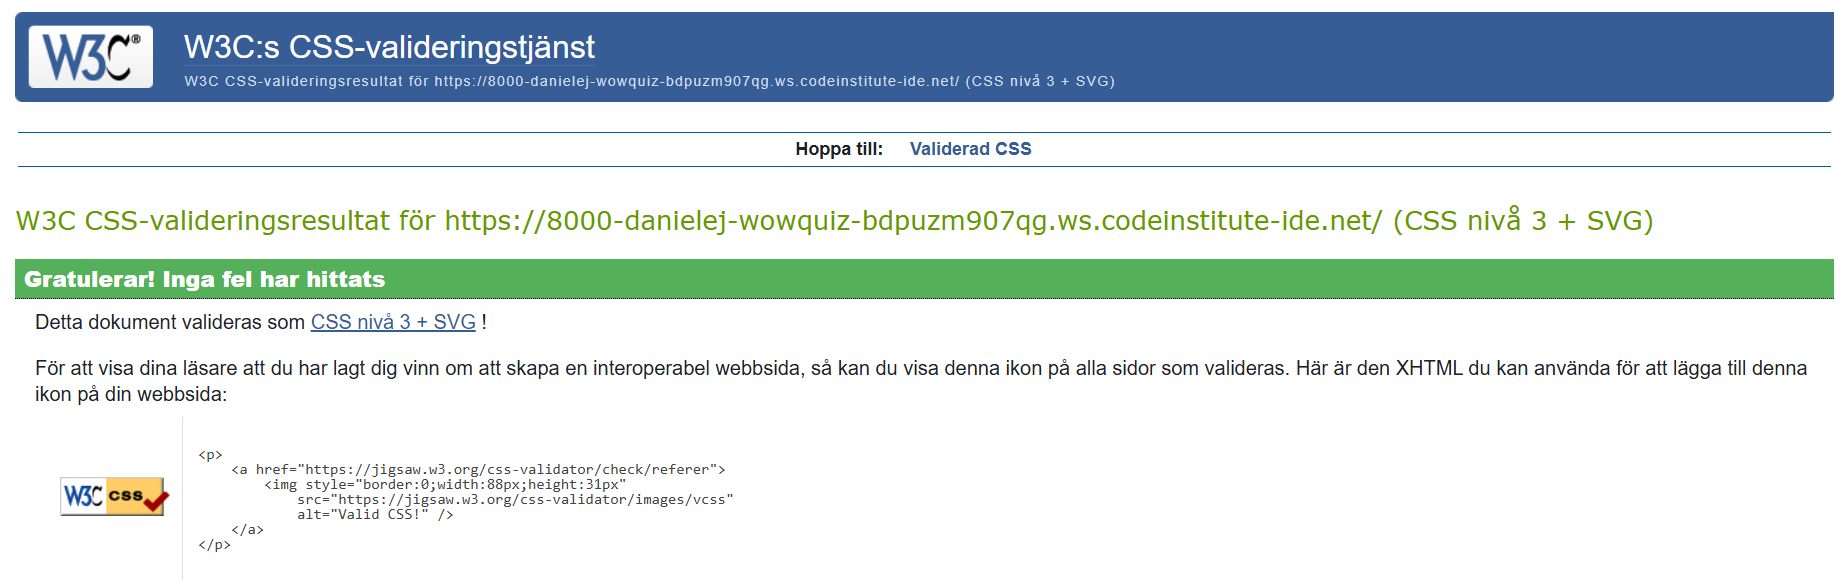 W3C®
W3C:s CSS-valideringstjänst
W3C CSS-valideringsresultat för https://8000-danielej-wowquiz-bdpuzm907qg.ws.codeinstitute-ide.net/ (CSS nivå 3 + SVG)
Hoppa till: Validerad CSS
W3C CSS-valideringsresultat för https://8000-danielej-wowquiz-bdpuzm907qg.ws.codeinstitute-ide.net/ (CSS nivå 3 + SVG)
Gratulerar! Inga fel har hittats
Detta dokument valideras som CSS nivå 3 + SVG !
För att visa dina läsare att du har lagt dig vinn om att skapa en interoperabel webbsida, så kan du visa denna ikon på alla sidor som valideras. Här är den XHTML du kan använda för att lägga till denna
ikon på din webbsida:
W3C css
<p>
    <a href="https://jigsaw.w3.org/css-validator/check/referer">
        <img style="border:0;width:88px;height:31px"
            src="https://jigsaw.w3.org/css-validator/images/vcss"
            alt="Valid CSS!" />
    </a>
</p>